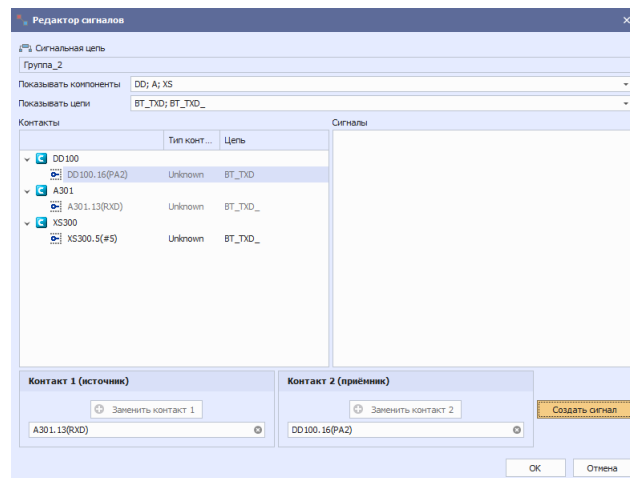 Редактор сигналов
Сигнальная цепь
Группа_2
Показывать компоненты DD; A; XS
Показывать цепи BT_TXD; BT_TXD_
Контакты Сигналы
Тип конт... Цепь
DD100
DD100.16(PA2) Unknown BT_TXD
A301
A301.13(RXD) Unknown BT_TXD_
XS300
XS300.5(#5) Unknown BT_TXD_
Контакт 1 (источник) Контакт 2 (приёмник)
Заменить контакт 1 Заменить контакт 2 Создать сигнал
A301.13(RXD) DD100.16(PA2)
OK Отмена